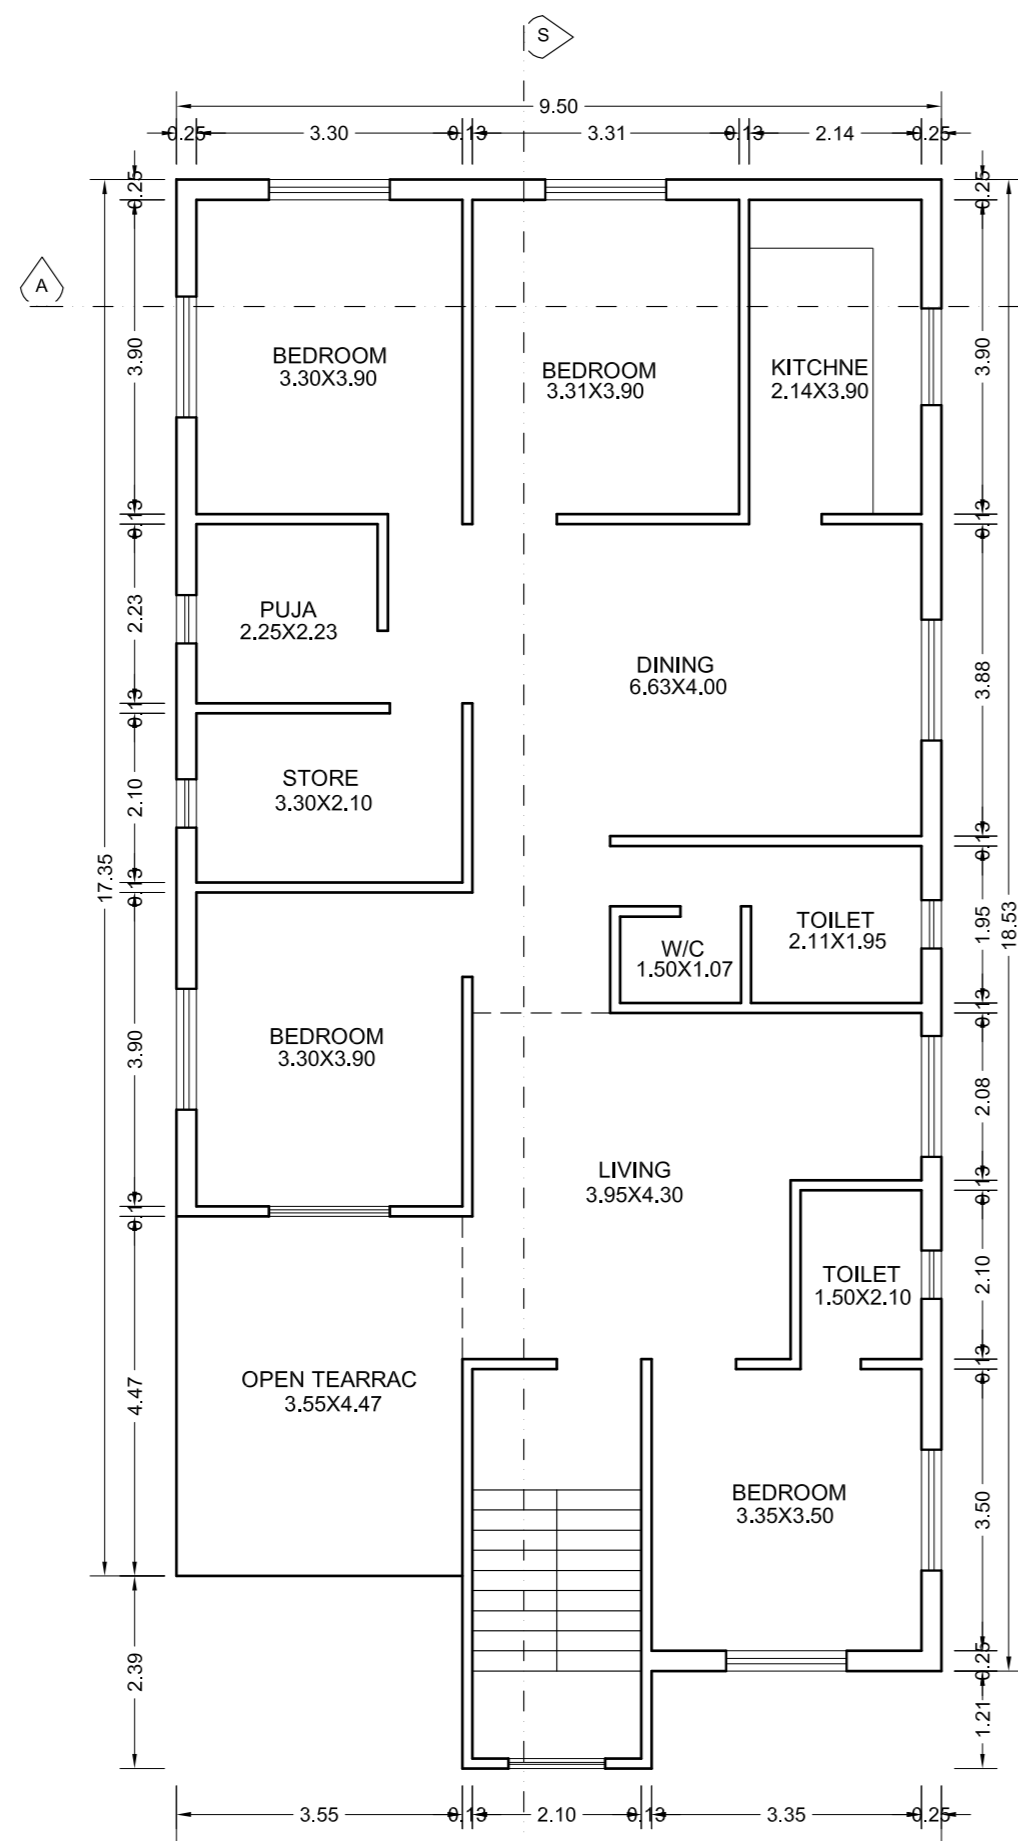 S
9.50
0.25 3.30 0.13 3.31 0.13 2.14 0.25
0.25
0.25
A
3.90
3.90
BEDROOM
3.30X3.90
BEDROOM
3.31X3.90
KITCHNE
2.14X3.90
0.13
0.13
2.23
PUJA
2.25X2.23
DINING
6.63X4.00
3.88
0.13
2.10
STORE
3.30X2.10
0.13
0.13
17.35
18.53
TOILET
2.11X1.95
1.95
W/C
1.50X1.07
0.13
3.90
BEDROOM
3.30X3.90
2.08
LIVING
3.95X4.30
0.13
0.13
TOILET
1.50X2.10
2.10
0.13
4.47
OPEN TEARRAC
3.55X4.47
BEDROOM
3.35X3.50
3.50
0.25
2.39
1.21
3.55 0.13 2.10 0.13 3.35 0.25